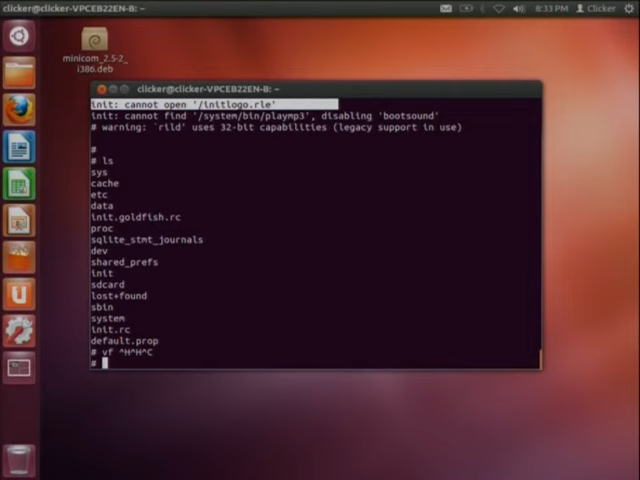 clicker@clicker-VPCEB22EN-B: ~
8:33 PM
Clicker
minicom_2.5-2_
i386.deb
clicker@clicker-VPCEB22EN-B: ~
init: cannot open '/initlogo.rle'
init: cannot find '/system/bin/playmp3', disabling 'bootsound'
# warning: `rild' uses 32-bit capabilities (legacy support in use)
#
# ls
sys
cache
etc
data
init.goldfish.rc
proc
sqlite_stmt_journals
dev
shared_prefs
init
sdcard
lost+found
sbin
system
init.rc
default.prop
# vf ^H^H^C
#